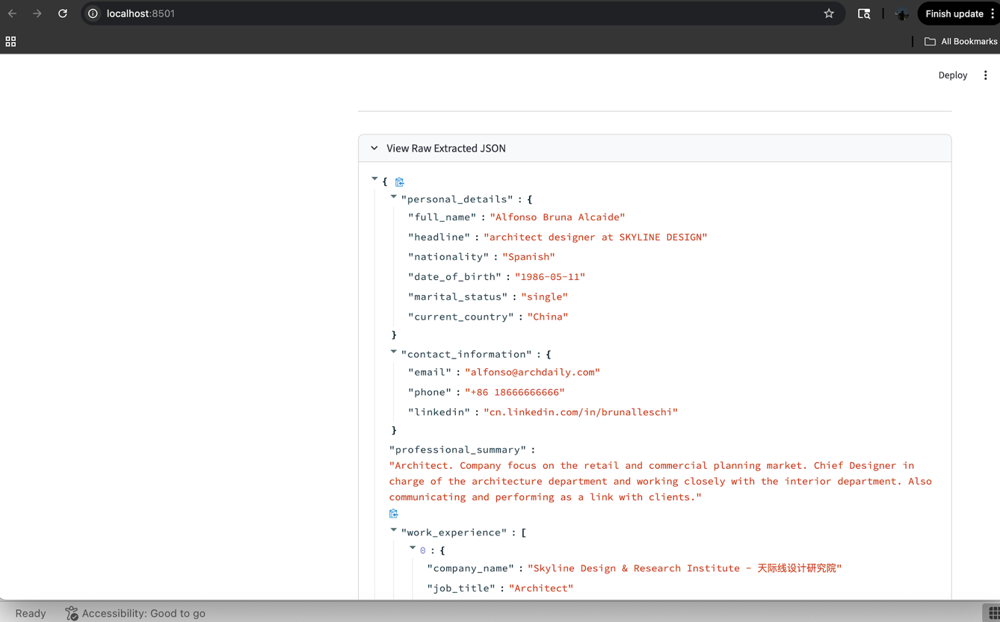 localhost:8501
Finish update
All Bookmarks
Deploy
View Raw Extracted JSON
{
"personal_details" : {
"full_name" : "Alfonso Bruna Alcaide"
"headline" : "architect designer at SKYLINE DESIGN"
"nationality" : "Spanish"
"date_of_birth" : "1986-05-11"
"marital_status" : "single"
"current_country" : "China"
}
"contact_information" : {
"email" : "alfonso@archdaily.com"
"phone" : "+86 18666666666"
"linkedin" : "cn.linkedin.com/in/brunalleschi"
}
"professional_summary" :
"Architect. Company focus on the retail and commercial planning market. Chief Designer in
charge of the architecture department and working closely with the interior department. Also
communicating and performing as a link with clients."
"work_experience" : [
0 : {
"company_name" : "Skyline Design & Research Institute - 天际线设计研究院"
"job_title" : "Architect"
Ready
Accessibility: Good to go